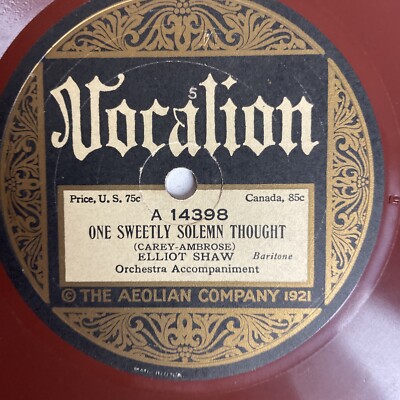 Vocalion
5
Price, U. S. 75c Canada, 85c
A 14398
ONE SWEETLY SOLEMN THOUGHT
(CAREY-AMBROSE)
ELLIOT SHAW Baritone
Orchestra Accompaniment
© THE AEOLIAN COMPANY 1921